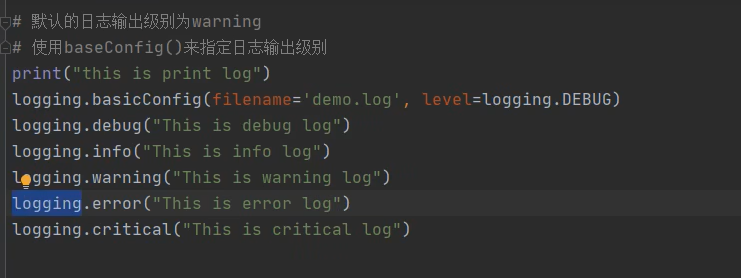 # 默认的日志输出级别为warning
# 使用baseConfig()来指定日志输出级别
print("this is print log")
logging.basicConfig(filename='demo.log', level=logging.DEBUG)
logging.debug("This is debug log")
logging.info("This is info log")
logging.warning("This is warning log")
logging.error("This is error log")
logging.critical("This is critical log")